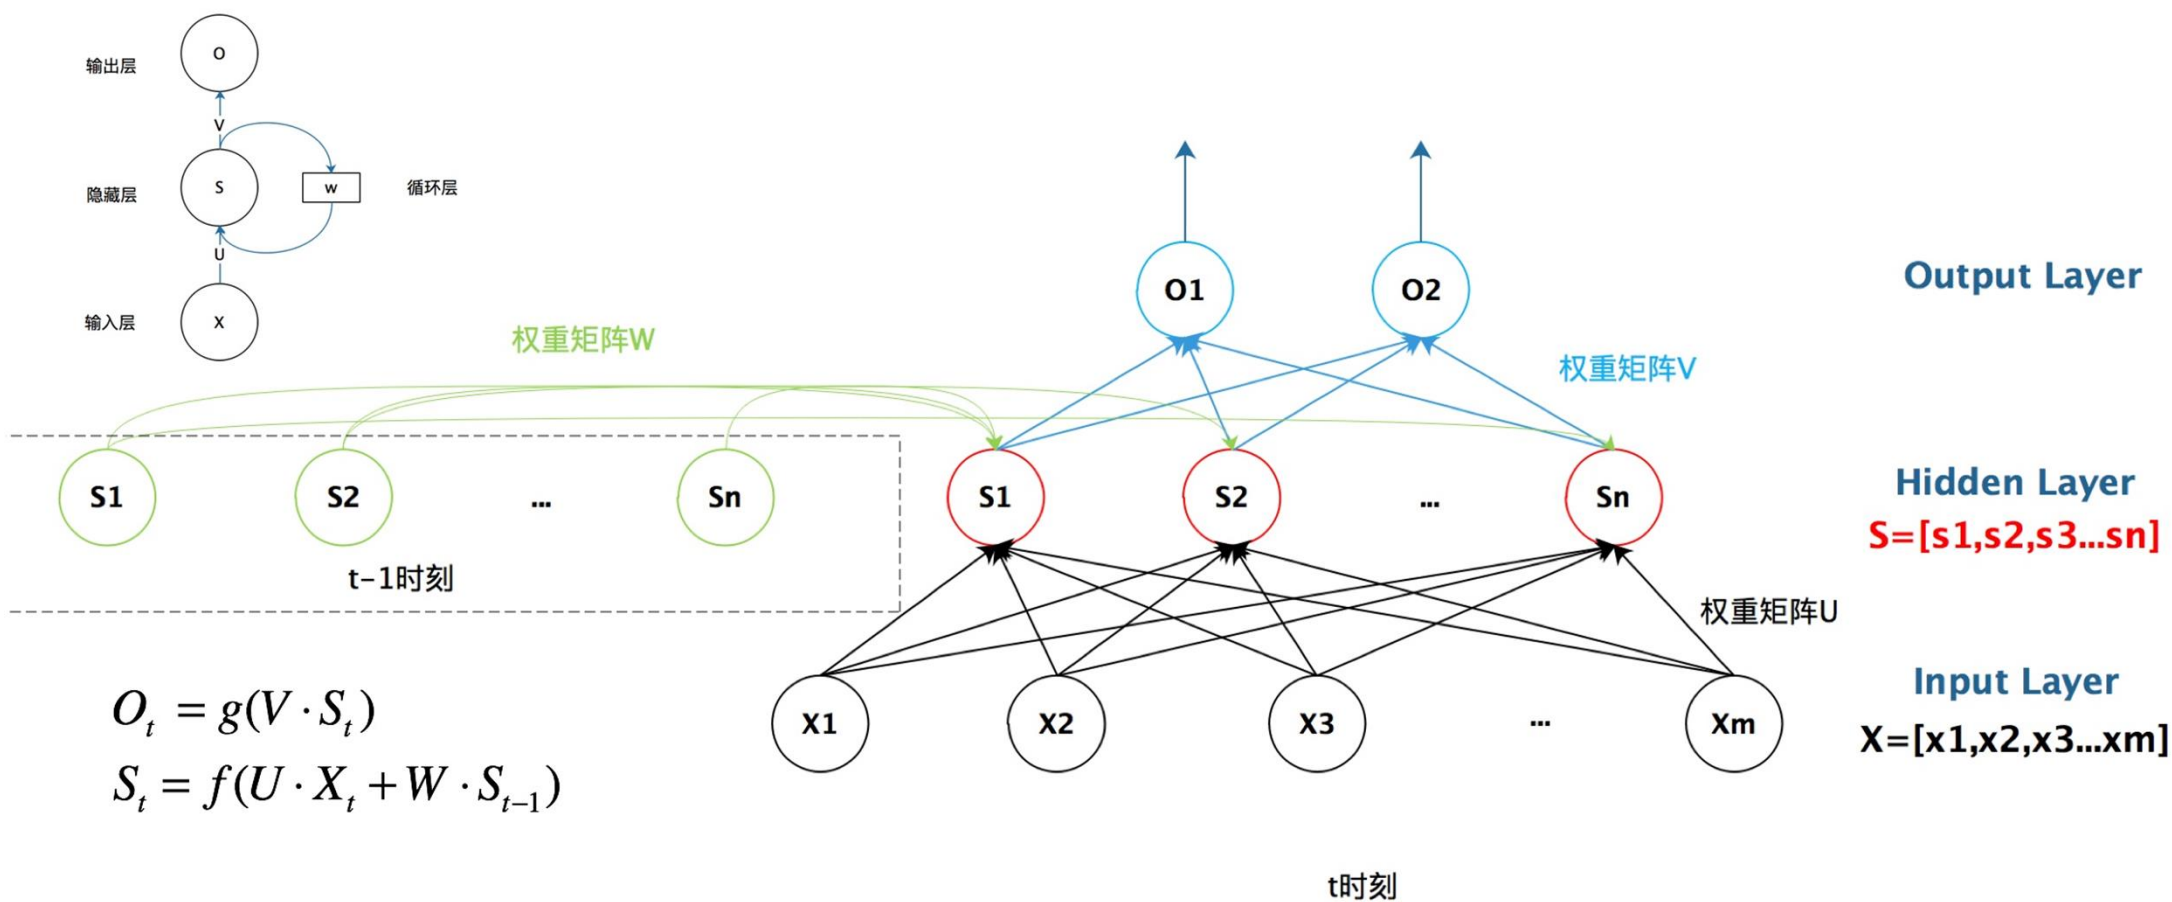 O
输出层
V
S
w
隐藏层
循环层
U
X
输入层
权重矩阵W
O1
O2
Output Layer
权重矩阵V
S1
S2
...
Sn
t-1时刻
S1
S2
...
Sn
Hidden Layer
S=[s1,s2,s3...sn]
权重矩阵U
X1
X2
X3
...
Xm
Input Layer
X=[x1,x2,x3...xm]
O_t = g(V · S_t)
S_t = f(U · X_t + W · S_{t-1})
t时刻